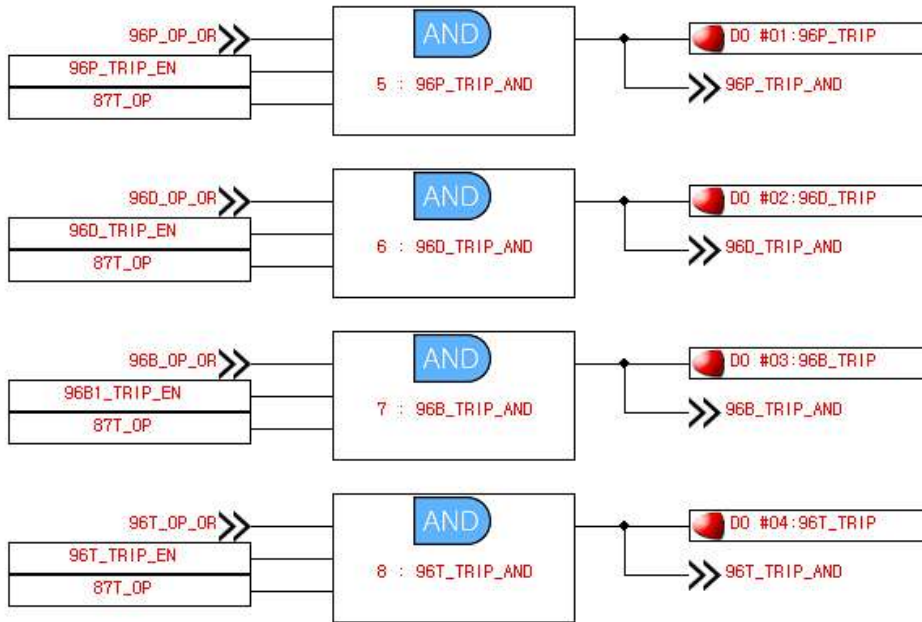 AND
96P_OP_OR
DO #01:96P_TRIP
96P_TRIP_EN
5 : 96P_TRIP_AND
96P_TRIP_AND
87T_OP
AND
96D_OP_OR
DO #02:96D_TRIP
96D_TRIP_EN
6 : 96D_TRIP_AND
96D_TRIP_AND
87T_OP
AND
96B_OP_OR
DO #03:96B_TRIP
96B1_TRIP_EN
7 : 96B_TRIP_AND
96B_TRIP_AND
87T_OP
AND
96T_OP_OR
DO #04:96T_TRIP
96T_TRIP_EN
8 : 96T_TRIP_AND
96T_TRIP_AND
87T_OP